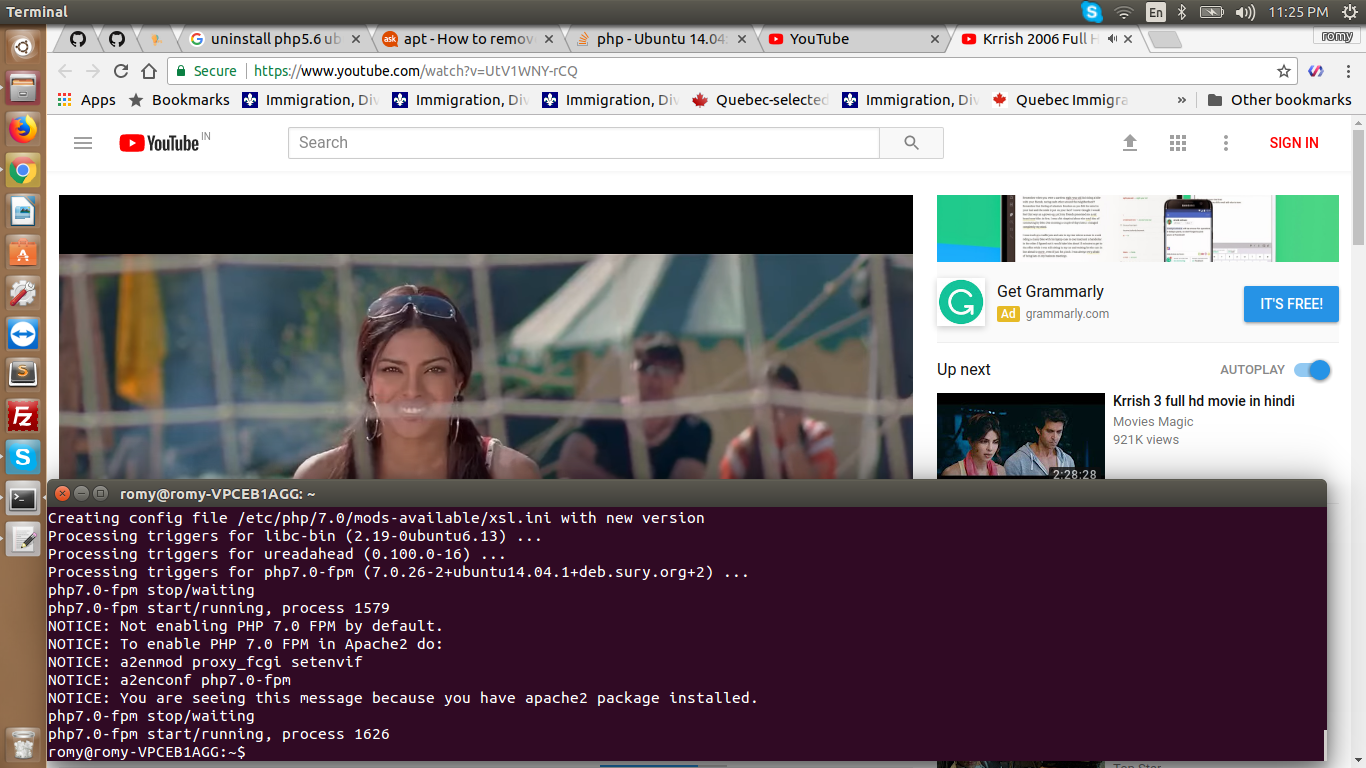 Terminal
En
11:25 PM
uninstall php5.6 ub
apt - How to remov
php - Ubuntu 14.04
YouTube
Krrish 2006 Full H
romy
Secure
https://www.youtube.com/watch?v=UtV1WNY-rCQ
Apps
Bookmarks
Immigration, Div
Immigration, Div
Immigration, Div
Quebec-selected
Immigration, Div
Quebec Immigra
»
Other bookmarks
YouTube IN
Search
SIGN IN
Get Grammarly
Ad grammarly.com
IT'S FREE!
Up next
AUTOPLAY
Krrish 3 full hd movie in hindi
Movies Magic
921K views
2:28:28
romy@romy-VPCEB1AGG: ~
Creating config file /etc/php/7.0/mods-available/xsl.ini with new version
Processing triggers for libc-bin (2.19-0ubuntu6.13) ...
Processing triggers for ureadahead (0.100.0-16) ...
Processing triggers for php7.0-fpm (7.0.26-2+ubuntu14.04.1+deb.sury.org+2) ...
php7.0-fpm stop/waiting
php7.0-fpm start/running, process 1579
NOTICE: Not enabling PHP 7.0 FPM by default.
NOTICE: To enable PHP 7.0 FPM in Apache2 do:
NOTICE: a2enmod proxy_fcgi setenvif
NOTICE: a2enconf php7.0-fpm
NOTICE: You are seeing this message because you have apache2 package installed.
php7.0-fpm stop/waiting
php7.0-fpm start/running, process 1626
romy@romy-VPCEB1AGG:~$